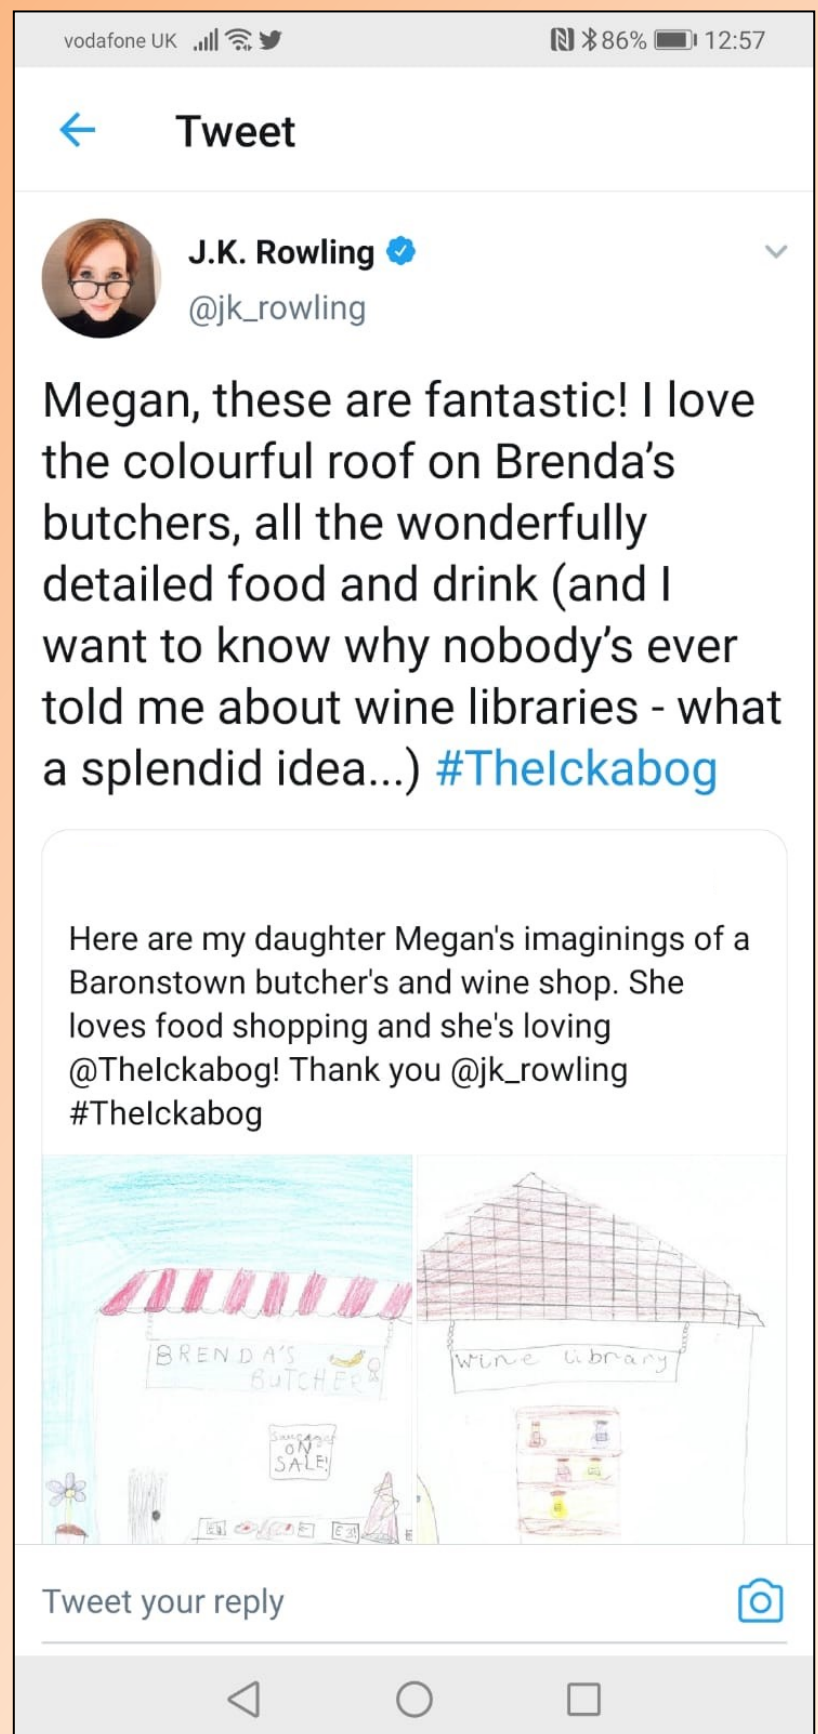 vodafone UK 86% 12:57
Tweet
J.K. Rowling
@jk_rowling
Megan, these are fantastic! I love
the colourful roof on Brenda's
butchers, all the wonderfully
detailed food and drink (and I
want to know why nobody's ever
told me about wine libraries - what
a splendid idea...) #TheIckabog
Here are my daughter Megan's imaginings of a
Baronstown butcher's and wine shop. She
loves food shopping and she's loving
@TheIckabog! Thank you @jk_rowling
#TheIckabog
BRENDA'S
BUTCHER
Sausages
ON
SALE!
wine library
Tweet your reply